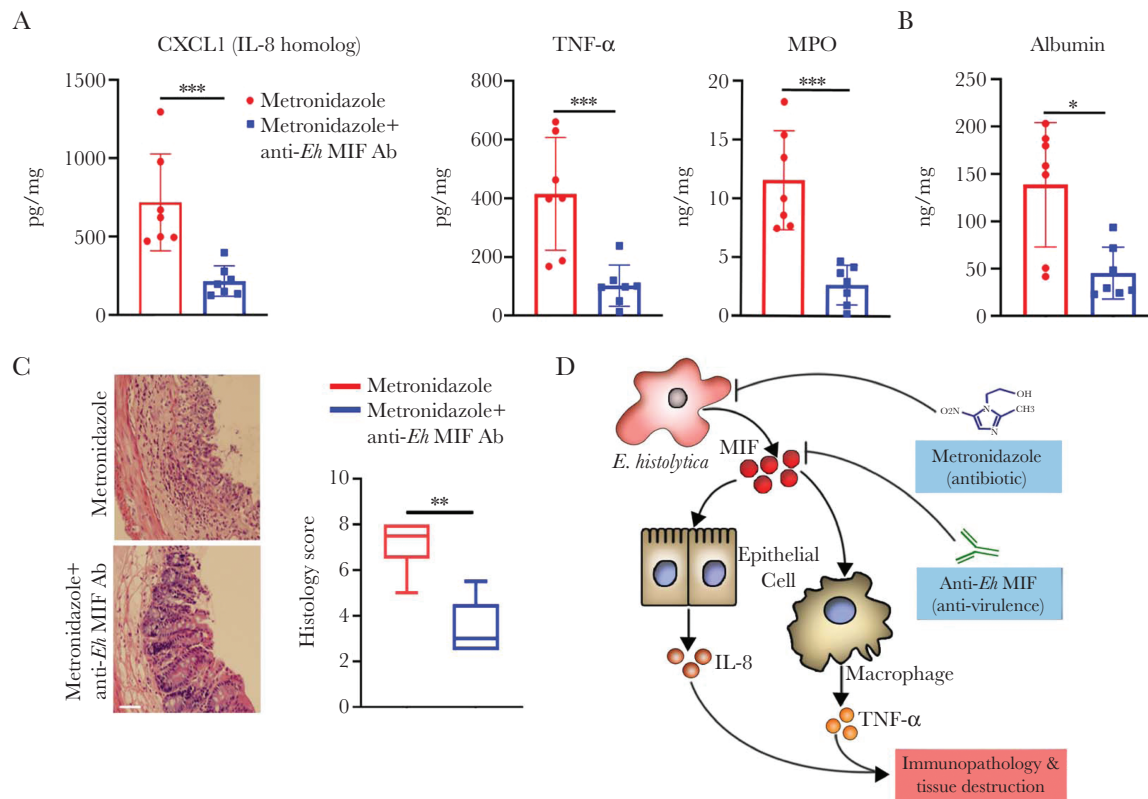 A
CXCL1 (IL-8 homolog)
1500
1000
500
0
pg/mg
***
Metronidazole
Metronidazole+
anti-Eh MIF Ab
TNF-α
800
600
400
200
0
pg/mg
***
MPO
20
15
10
5
0
ng/mg
***
B
Albumin
250
200
150
100
50
0
ng/mg
*
C
Metronidazole
Metronidazole+
anti-Eh MIF Ab
Metronidazole
Metronidazole+
anti-Eh MIF Ab
10
8
6
4
2
0
Histology score
**
D
E. histolytica
MIF
O2N
N
N
OH
CH3
Metronidazole
(antibiotic)
Epithelial
Cell
Anti-Eh MIF
(anti-virulence)
IL-8
Macrophage
TNF-α
Immunopathology &
tissue destruction